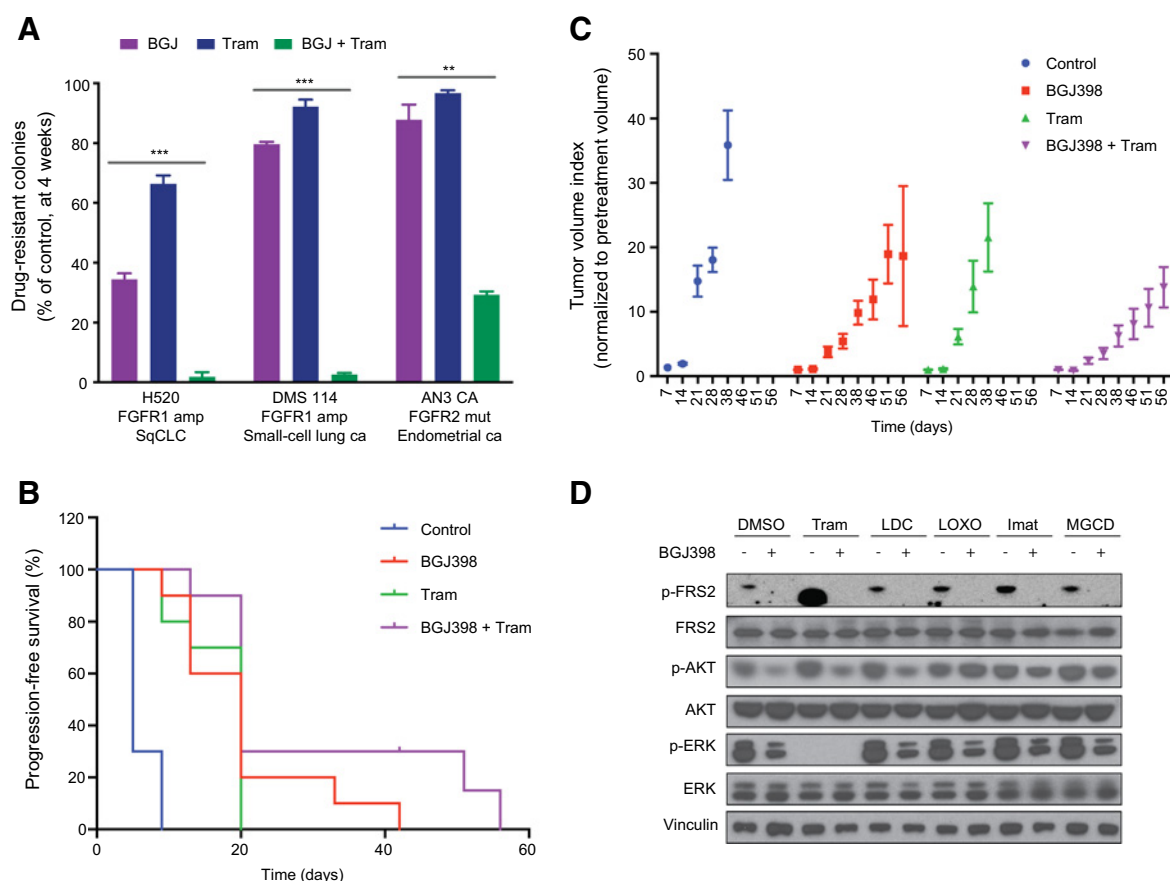 A
BGJ Tram BGJ + Tram
Drug-resistant colonies
(% of control, at 4 weeks)
100
80
60
40
20
0
***
***
**
H520
FGFR1 amp
SqCLC
DMS 114
FGFR1 amp
Small-cell lung ca
AN3 CA
FGFR2 mut
Endometrial ca
B
Progression-free survival (%)
120
100
80
60
40
20
0
0 20 40 60
Time (days)
Control
BGJ398
Tram
BGJ398 + Tram
C
Tumor volume index
(normalized to pretreatment volume)
50
40
30
20
10
0
Control
BGJ398
Tram
BGJ398 + Tram
7 14 21 28 38 46 51 56 7 14 21 28 38 46 51 56 7 14 21 28 38 46 51 56 7 14 21 28 38 46 51 56
Time (days)
D
DMSO Tram LDC LOXO Imat MGCD
BGJ398 - + - + - + - + - + - +
p-FRS2
FRS2
p-AKT
AKT
p-ERK
ERK
Vinculin